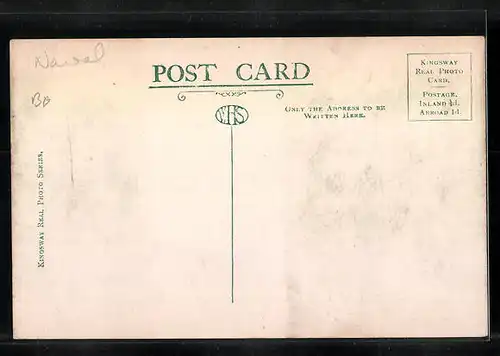 Naval
BB
POST CARD
WHS
ONLY THE ADDRESS TO BE
WRITTEN HERE.
KINGSWAY
REAL PHOTO
CARD.
POSTAGE.
INLAND ½d.
ABROAD 1d.
KINGSWAY REAL PHOTO SERIES.